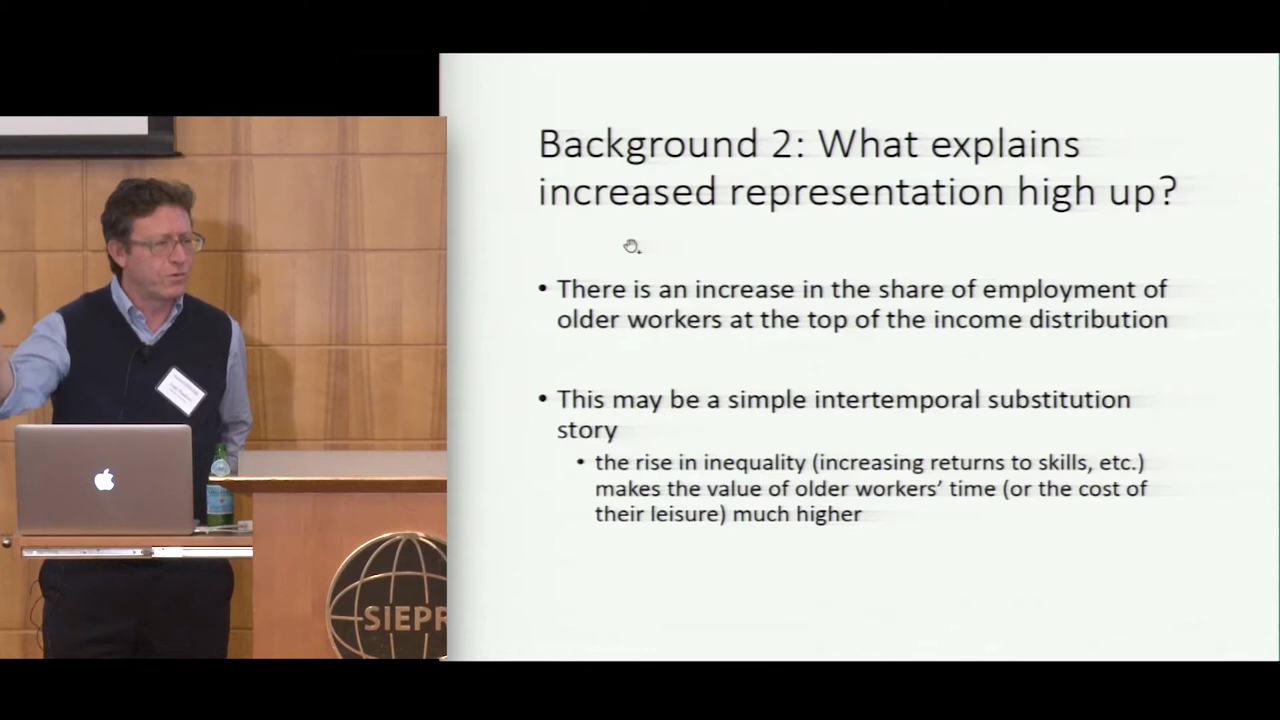 Background 2: What explains
increased representation high up?
• There is an increase in the share of employment of
older workers at the top of the income distribution
• This may be a simple intertemporal substitution
story
• the rise in inequality (increasing returns to skills, etc.)
makes the value of older workers’ time (or the cost of
their leisure) much higher
SIEPR